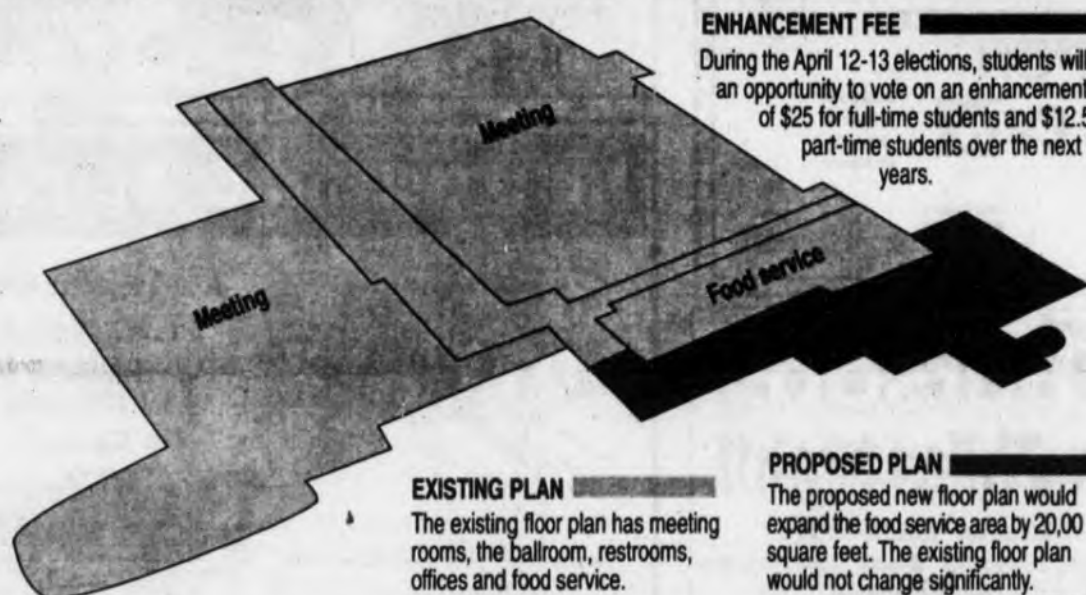 ENHANCEMENT FEE
During the April 12-13 elections, students will
an opportunity to vote on an enhancement
of $25 for full-time students and $12.5
part-time students over the next
years.
Meeting
Food service
Meeting
EXISTING PLAN
The existing floor plan has meeting
rooms, the ballroom, restrooms,
offices and food service.
PROPOSED PLAN
The proposed new floor plan would
expand the food service area by 20,00
square feet. The existing floor plan
would not change significantly.